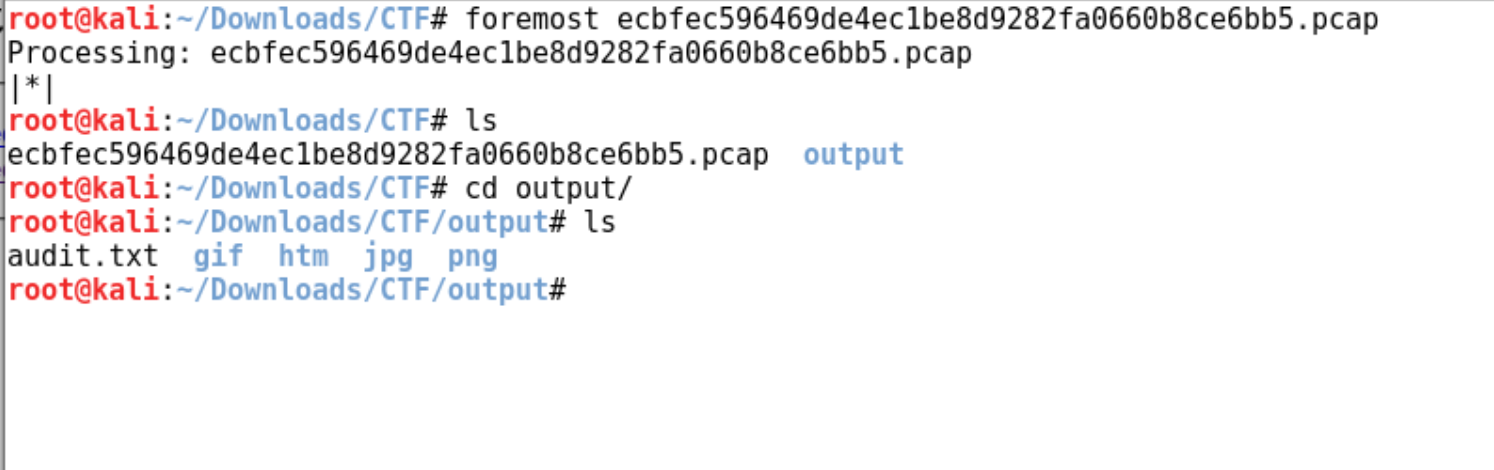 root@kali:~/Downloads/CTF# foremost ecbfec596469de4ec1be8d9282fa0660b8ce6bb5.pcap
Processing: ecbfec596469de4ec1be8d9282fa0660b8ce6bb5.pcap
|*|
root@kali:~/Downloads/CTF# ls
ecbfec596469de4ec1be8d9282fa0660b8ce6bb5.pcap  output
root@kali:~/Downloads/CTF# cd output/
root@kali:~/Downloads/CTF/output# ls
audit.txt  gif  htm  jpg  png
root@kali:~/Downloads/CTF/output#